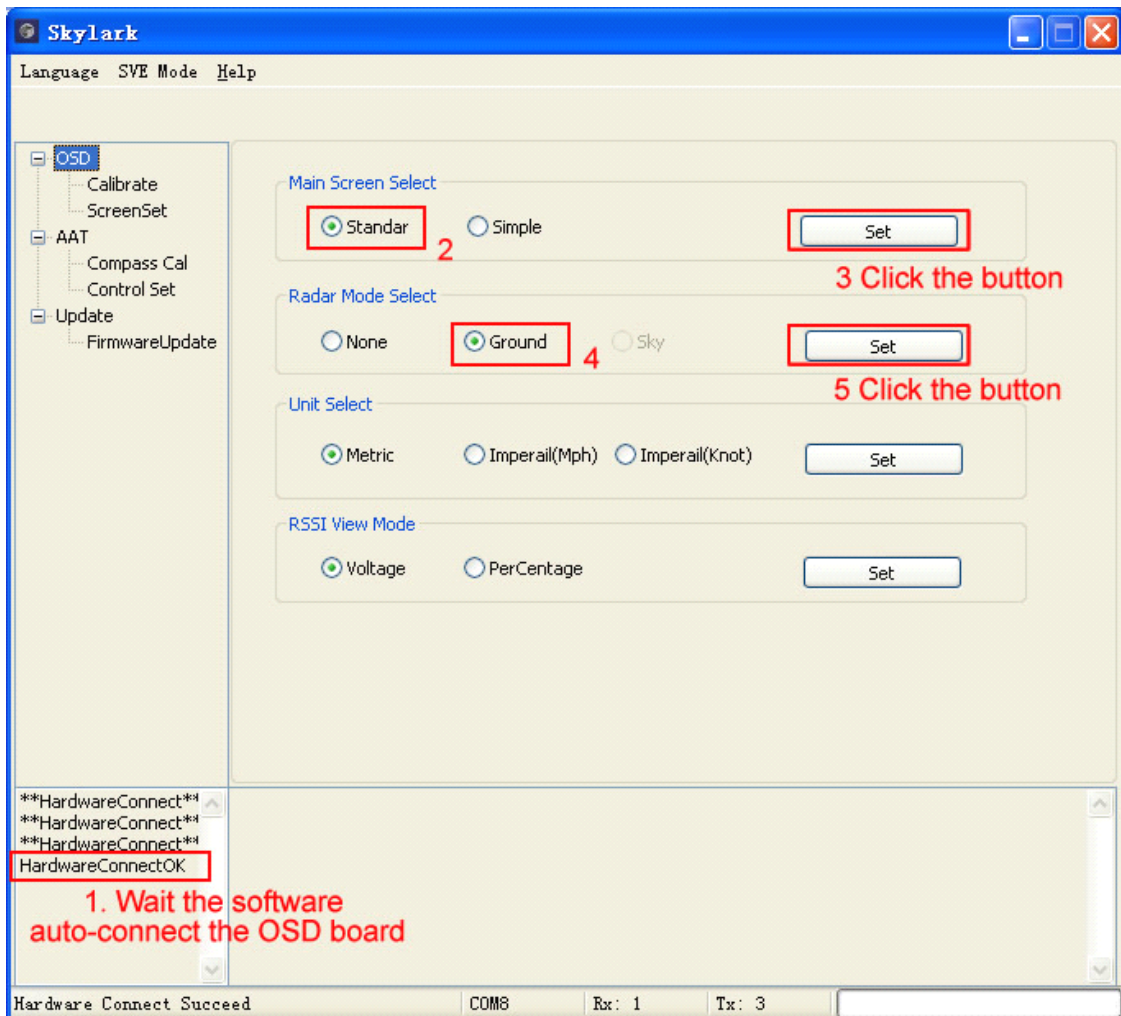 Skylark
Language SVE Mode Help
OSD
Calibrate
ScreenSet
AAT
Compass Cal
Control Set
Update
FirmwareUpdate
Main Screen Select
Standar Simple Set
2
3 Click the button
Radar Mode Select
None Ground Sky Set
4
5 Click the button
Unit Select
Metric Imperail(Mph) Imperail(Knot) Set
RSSI View Mode
Voltage PerCentage Set
**HardwareConnect**
**HardwareConnect**
**HardwareConnect**
HardwareConnectOK
1. Wait the software
auto-connect the OSD board
Hardware Connect Succeed COM8 Rx: 1 Tx: 3